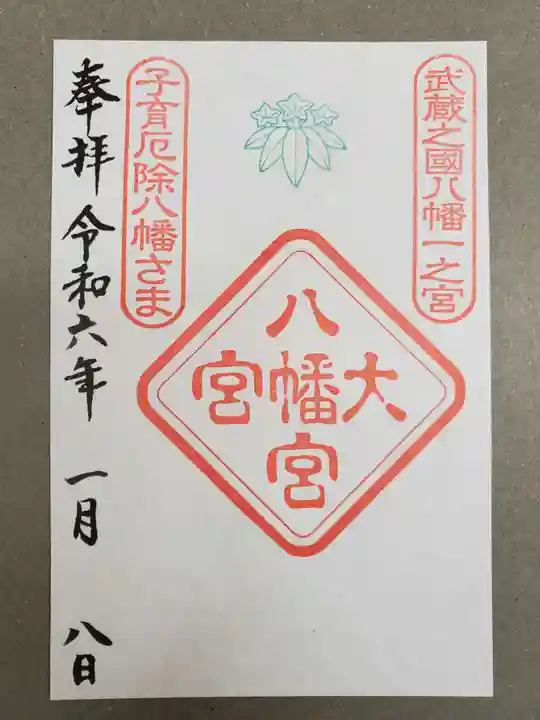 武蔵之國八幡一之宮
大
八幡宮
宮
子育厄除八幡さま
奉拝 令和六年 一月 八日